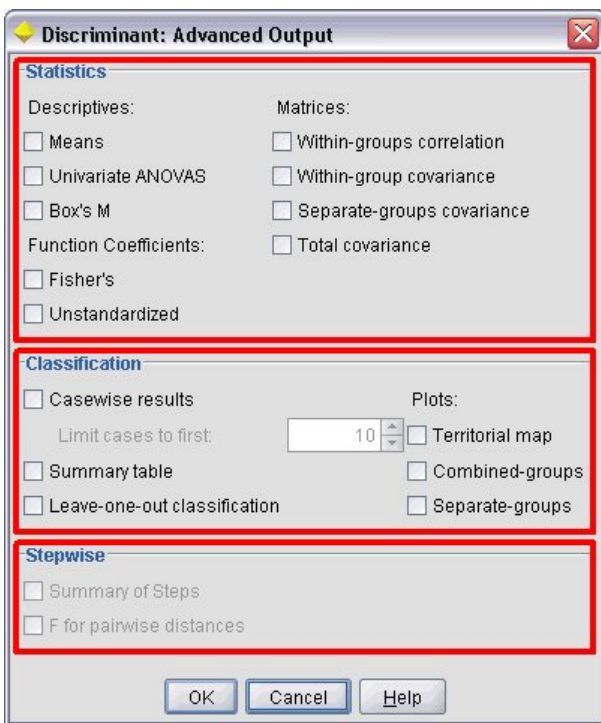 Discriminant: Advanced Output
Statistics
Descriptives:
Means
Univariate ANOVAS
Box's M
Function Coefficients:
Fisher's
Unstandardized
Matrices:
Within-groups correlation
Within-group covariance
Separate-groups covariance
Total covariance
Classification
Casewise results
Limit cases to first: 10
Summary table
Leave-one-out classification
Plots:
Territorial map
Combined-groups
Separate-groups
Stepwise
Summary of Steps
F for pairwise distances
OK Cancel Help